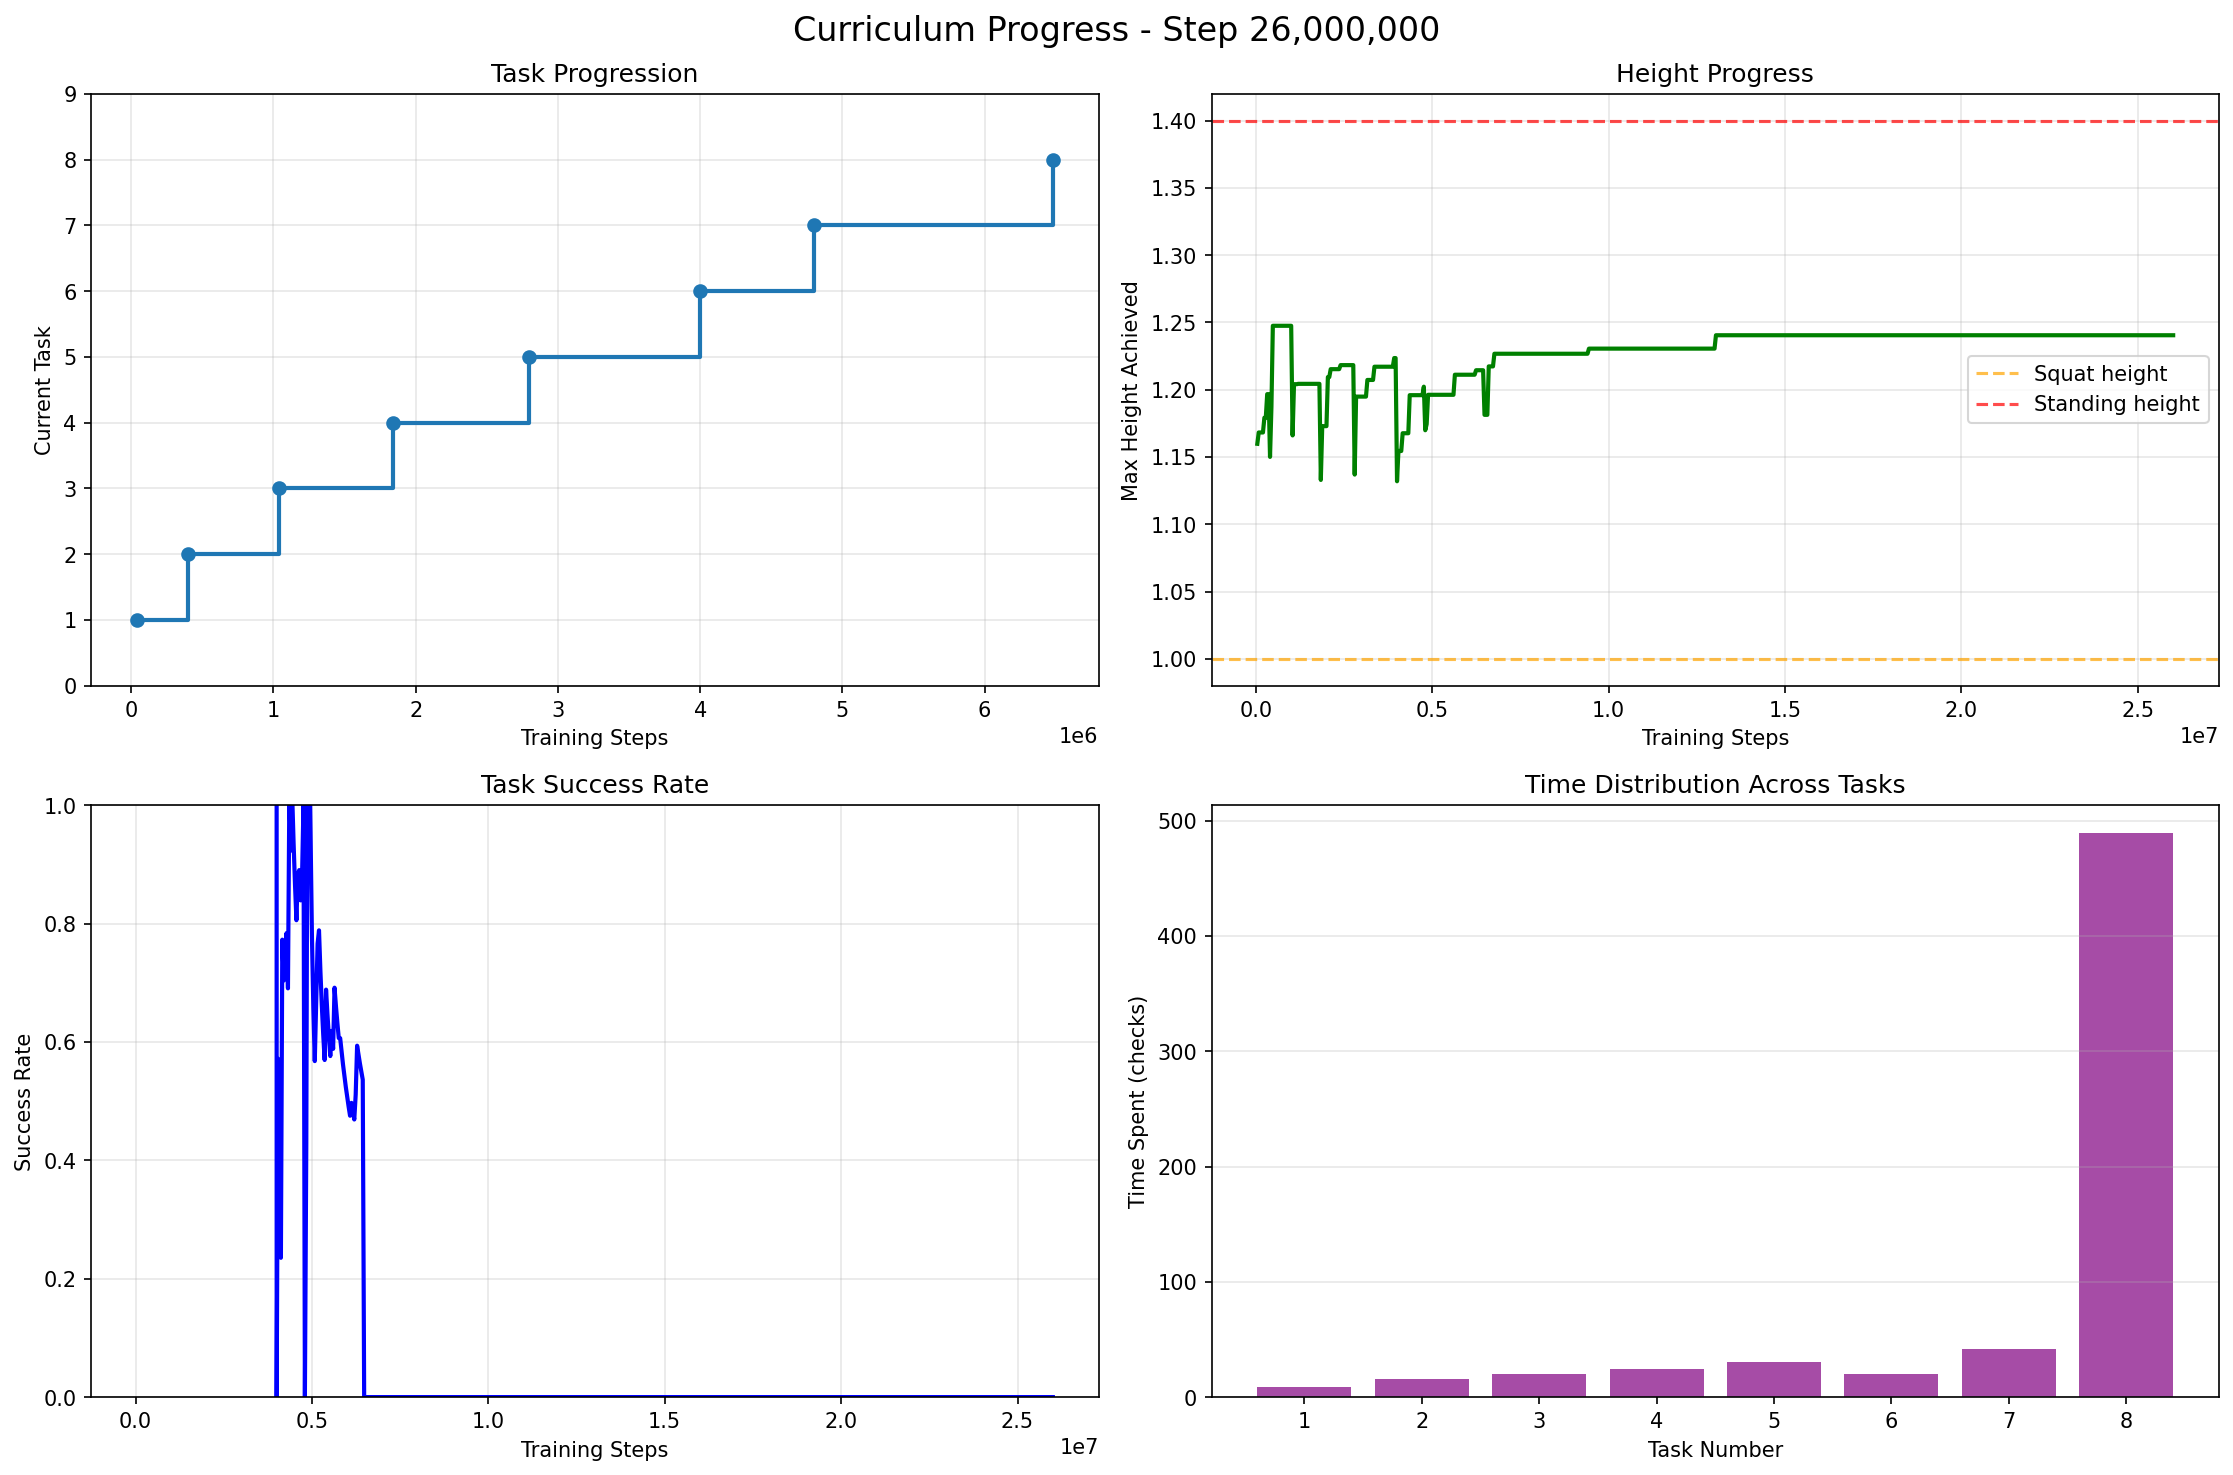 Curriculum Progress - Step 26,000,000
Task Progression
9
8
7
6
5
4
3
2
1
0
Current Task
0 1 2 3 4 5 6
1e6
Training Steps
Height Progress
1.40
1.35
1.30
1.25
1.20
1.15
1.10
1.05
1.00
Max Height Achieved
Squat height
Standing height
0.0 0.5 1.0 1.5 2.0 2.5
1e7
Training Steps
Task Success Rate
1.0
0.8
0.6
0.4
0.2
0.0
Success Rate
0.0 0.5 1.0 1.5 2.0 2.5
1e7
Training Steps
Time Distribution Across Tasks
500
400
300
200
100
0
Time Spent (checks)
1 2 3 4 5 6 7 8
Task Number